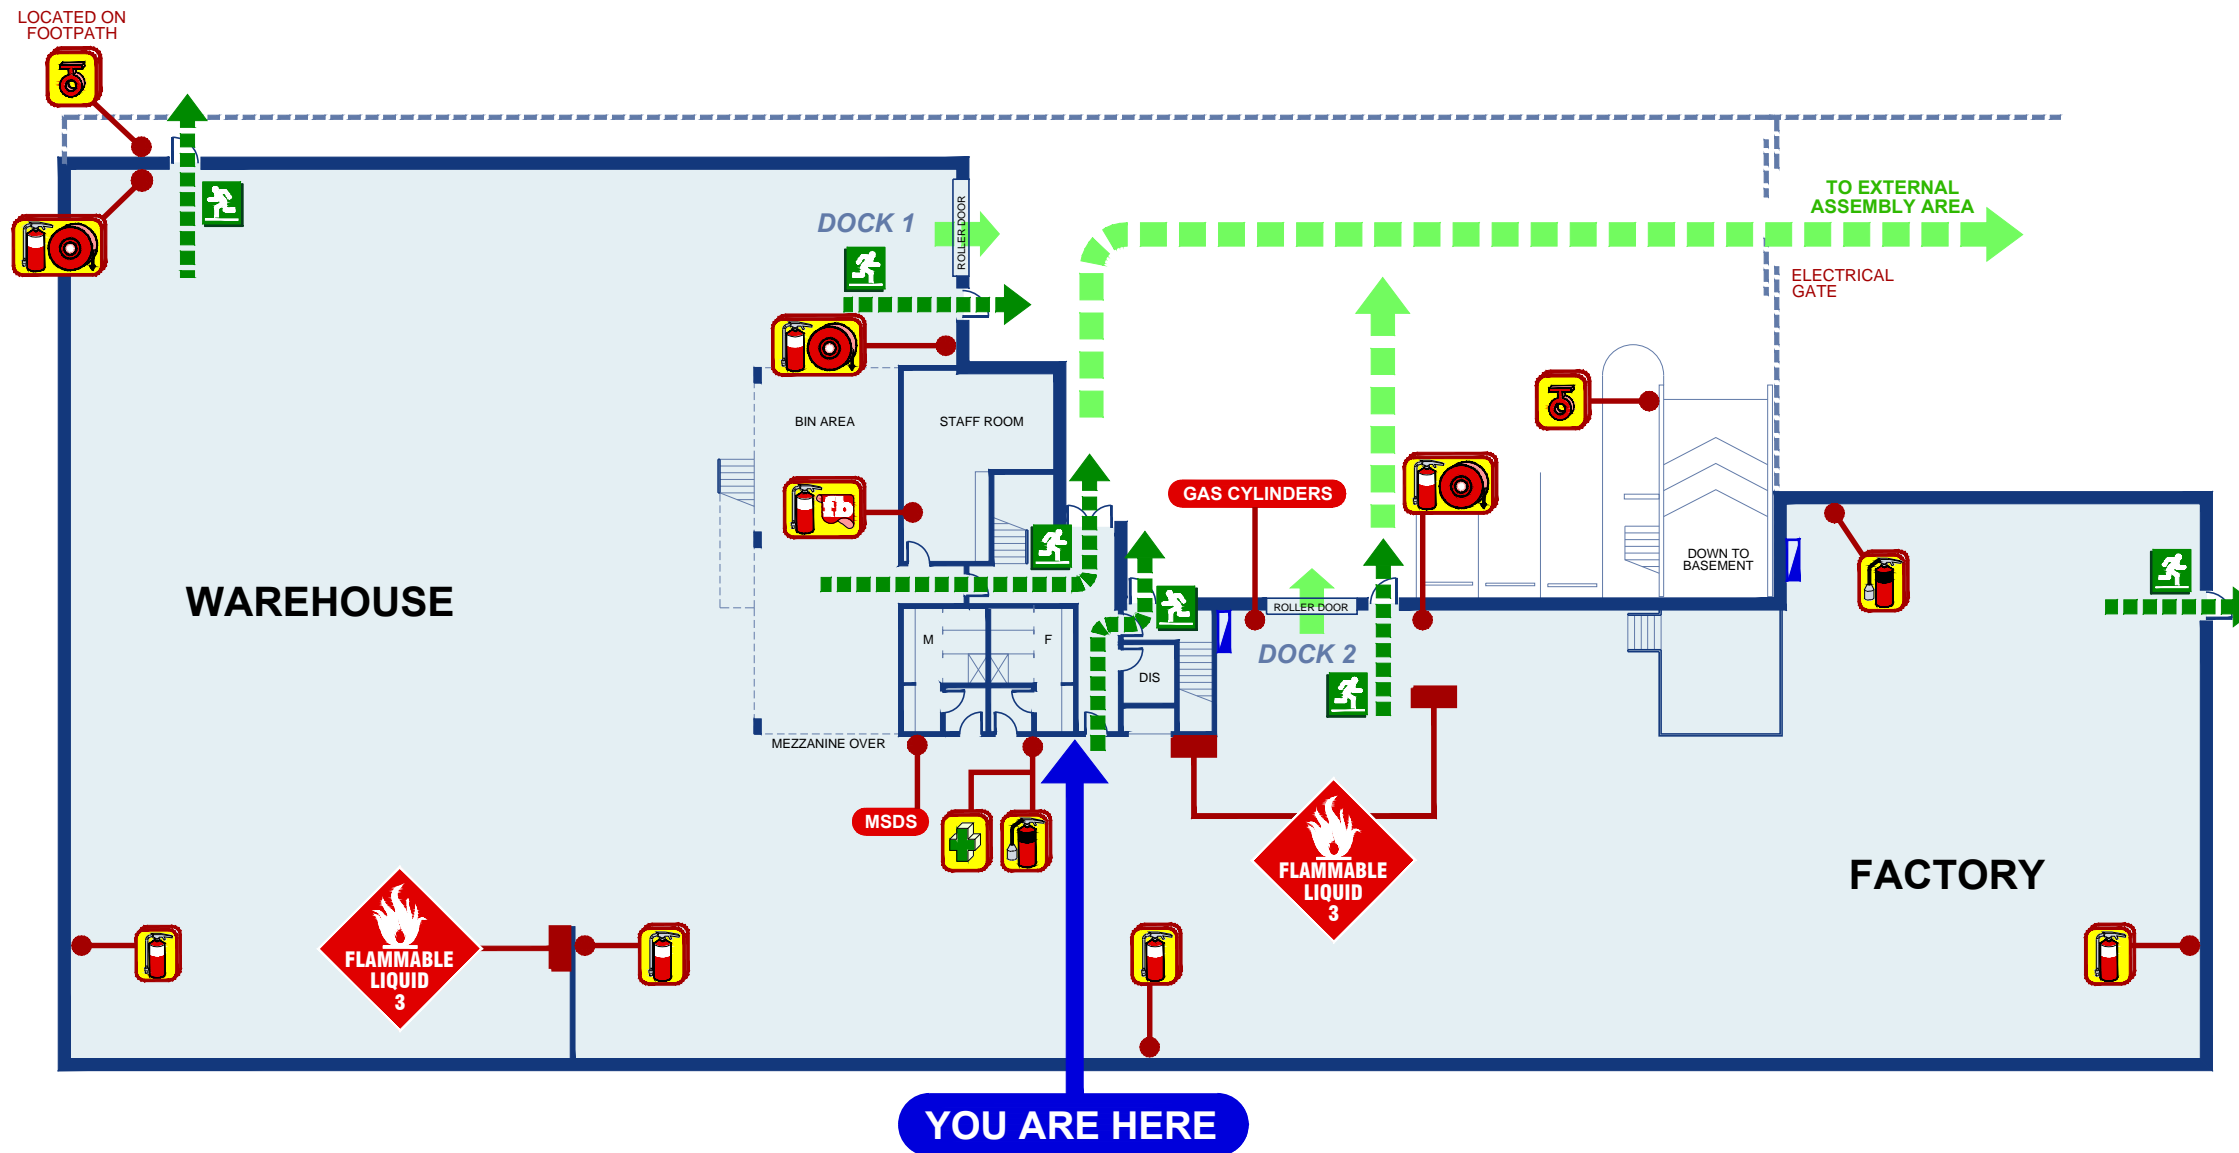 LOCATED ON
FOOTPATH
TO EXTERNAL
ASSEMBLY AREA
DOCK 1
ROLLER DOOR
ELECTRICAL
GATE
BIN AREA
STAFF ROOM
GAS CYLINDERS
fb
DOWN TO
BASEMENT
WAREHOUSE
ROLLER DOOR
M
F
DOCK 2
DIS
MEZZANINE OVER
MSDS
FLAMMABLE
LIQUID
3
FACTORY
FLAMMABLE
LIQUID
3
YOU ARE HERE